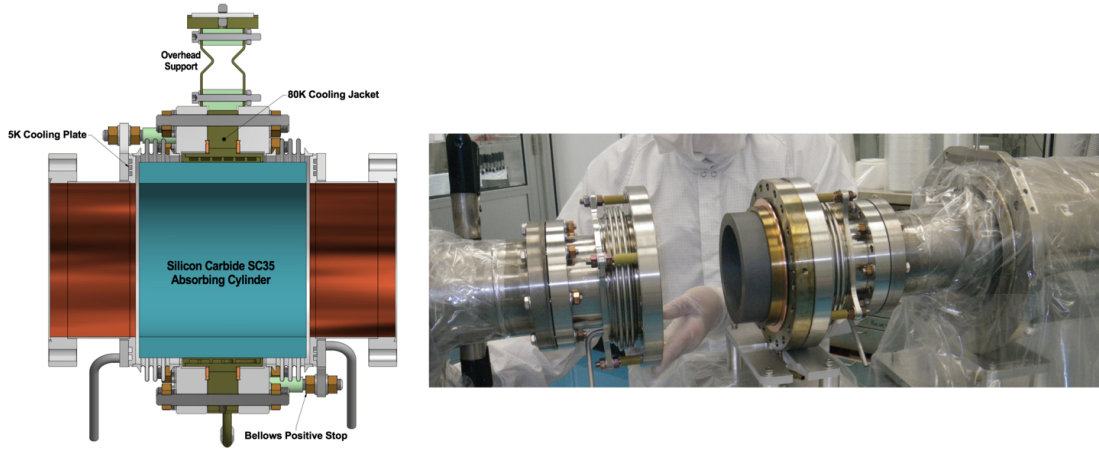 Overhead
Support
80K Cooling Jacket
5K Cooling Plate
Silicon Carbide SC35
Absorbing Cylinder
Bellows Positive Stop